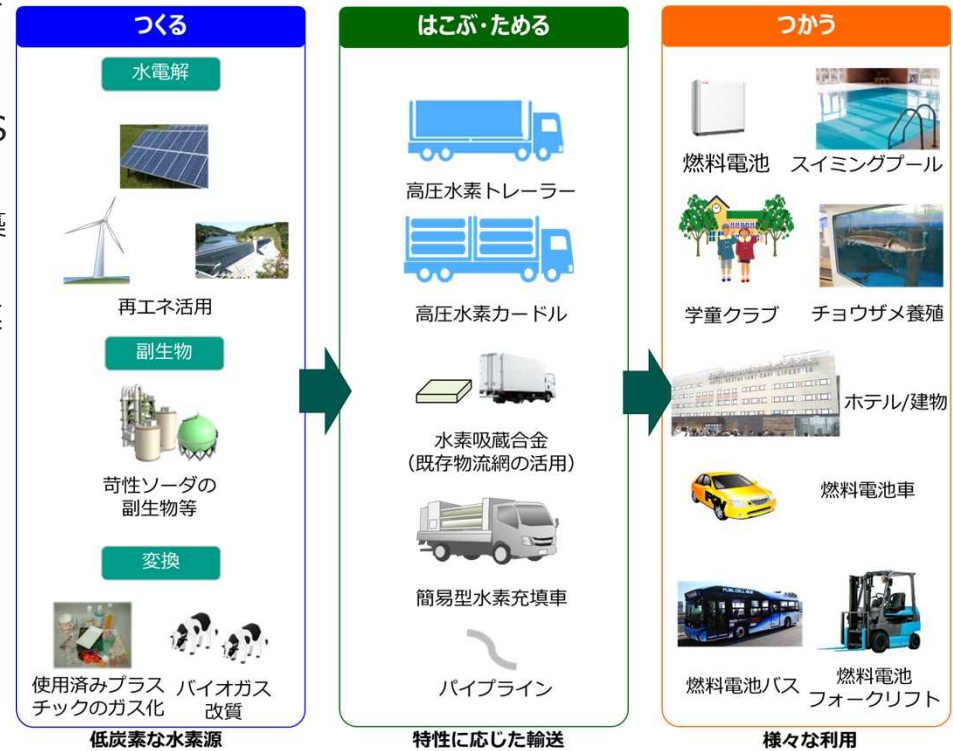 つくる
水電解
再エネ活用
副生物
苛性ソーダの
副生物等
変換
使用済みプラス
チックのガス化
バイオガス
改質
低炭素な水素源
はこぶ・ためる
高圧水素トレーラー
高圧水素カードル
水素吸蔵合金
(既存物流網の活用)
簡易型水素充填車
パイプライン
特性に応じた輸送
つかう
燃料電池
スイミングプール
学童クラブ
チョウザメ養殖
ホテル/建物
FCV
燃料電池車
FUEL CELL BUS
燃料電池バス
燃料電池
フォークリフト
様々な利用